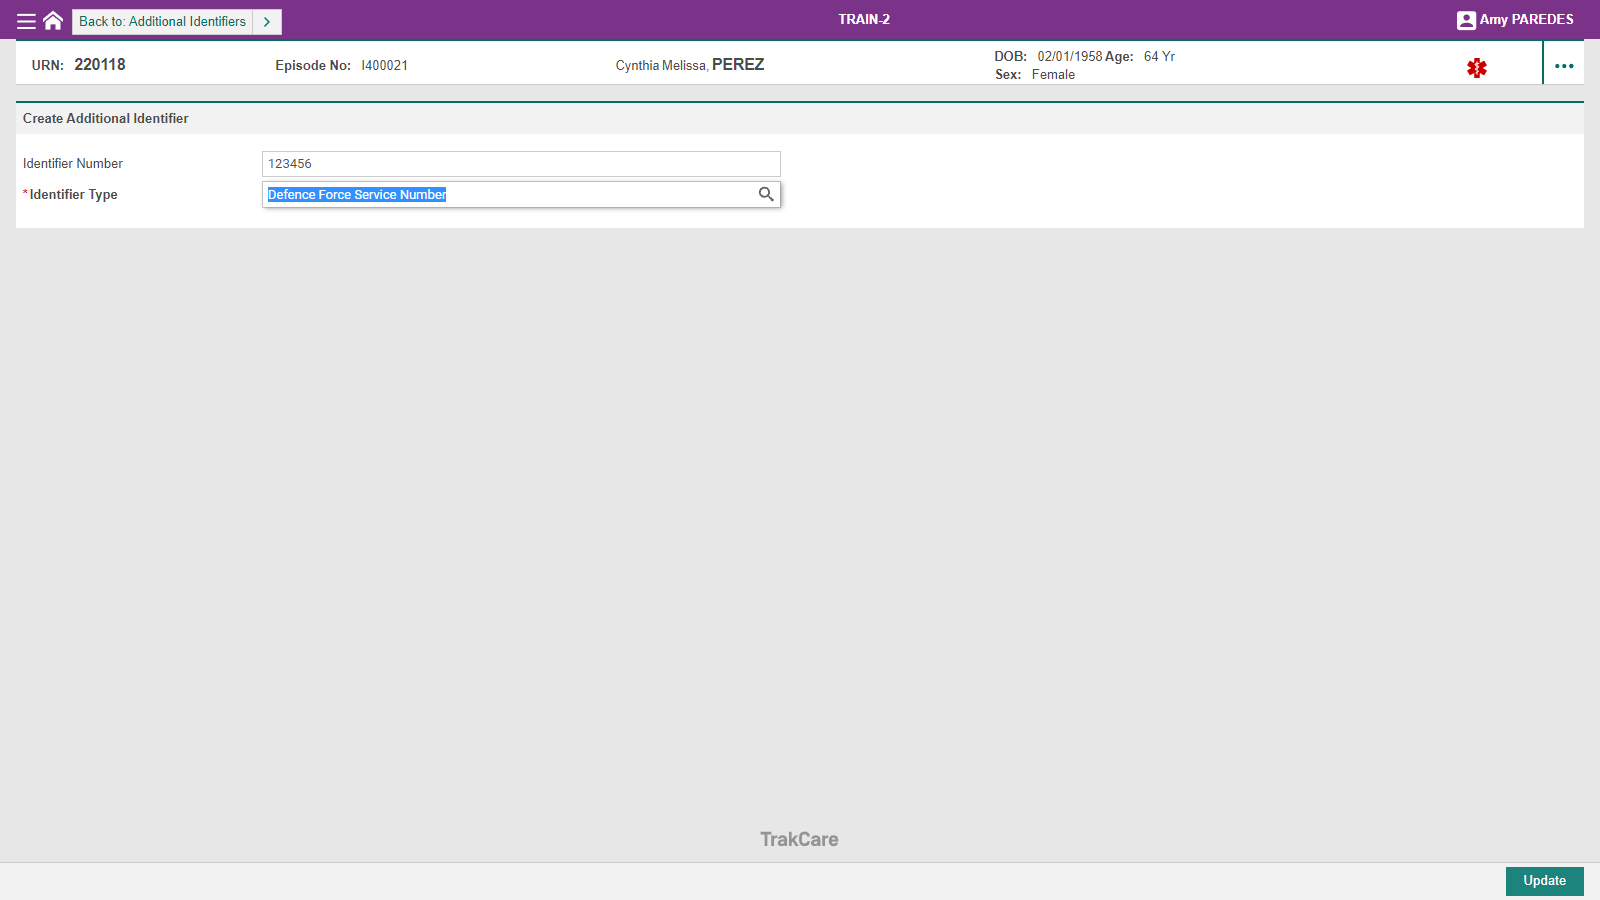 Back to: Additional Identifiers
TRAIN-2
Amy PAREDES
URN: 220118
Episode No: I400021
Cynthia Melissa, PEREZ
DOB: 02/01/1958 Age: 64 Yr
Sex: Female
Create Additional Identifier
Identifier Number 123456
*Identifier Type Defence Force Service Number
TrakCare
Update